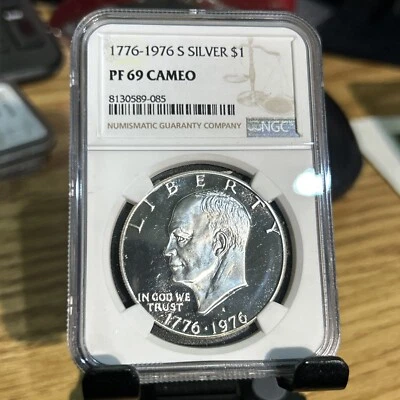 1776-1976 S SILVER $1
PF 69 CAMEO
8130589-085
NUMISMATIC GUARANTY COMPANY
NGC
LIBERTY
IN GOD WE
TRUST
1776 · 1976